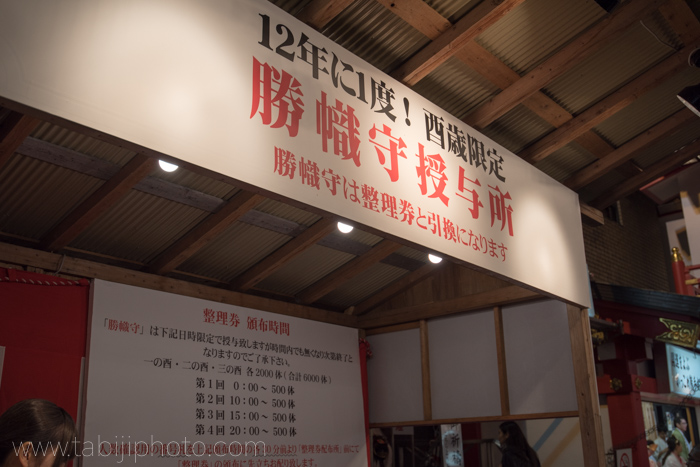 12年に1度！ 酉歳限定
勝幟守授与所
勝幟守は整理券と引換になります
整理券 頒布時間
「勝幟守」は下記日時限定で授与致しますが時間内でも無くなり次第終了と
なりますのでご了承下さい。
一の酉・二の酉・三の酉 各2000体(合計6000体)
第1回 0:00～ 500体
第2回 10:00～ 500体
第3回 15:00～ 500体
第4回 20:00～ 500体
www.tabijiphoto.com